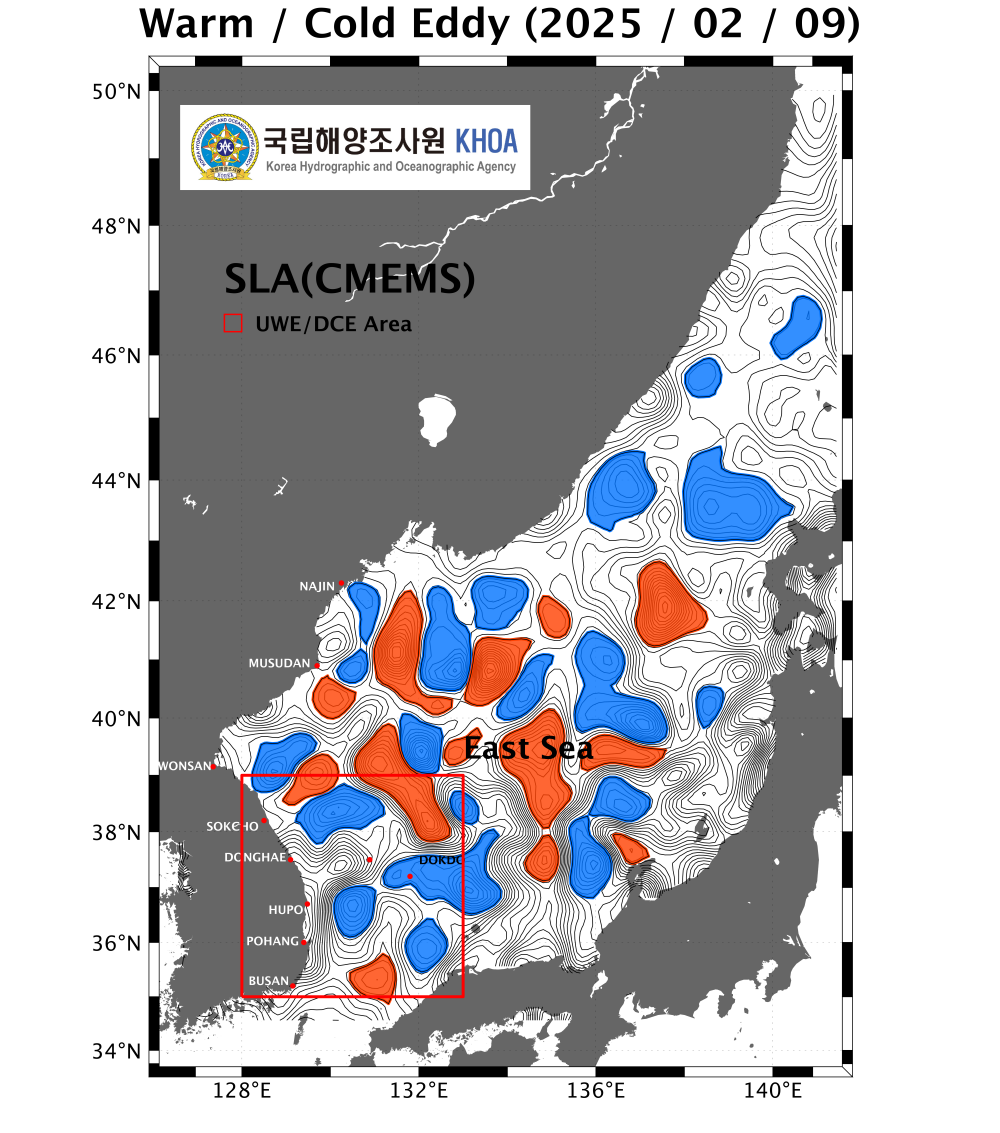 Warm / Cold Eddy (2025 / 02 / 09)
50°N
국립해양조사원 KHOA
Korea Hydrographic and Oceanographic Agency
48°N
SLA(CMEMS)
UWE/DCE Area
46°N
44°N
NAJIN
42°N
MUSUDAN
40°N
East Sea
WONSAN
SOKCHO
38°N
DONGHAE
DOKDO
HUPO
POHANG
36°N
BUSAN
34°N
128°E 132°E 136°E 140°E